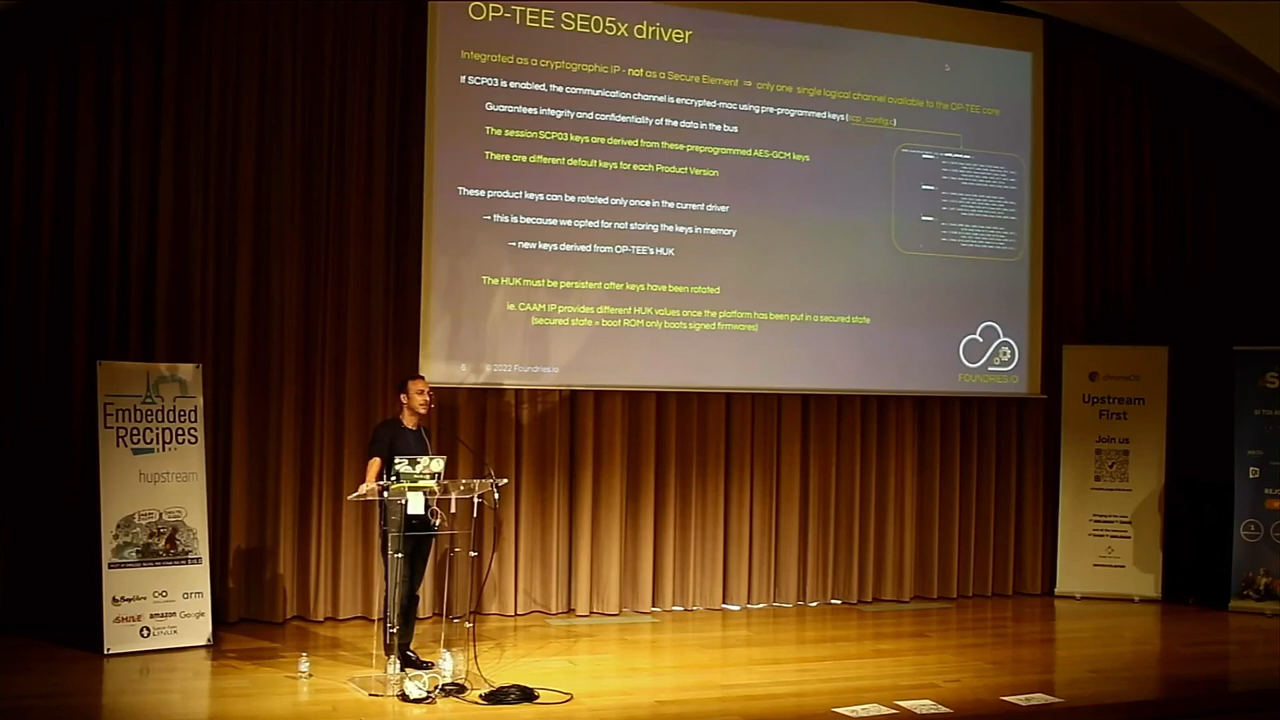 OP-TEE SE05x driver
Integrated as a cryptographic IP - not as a Secure Element ⇒ only one single logical channel available to the OP-TEE core
If SCP03 is enabled, the communication channel is encrypted-mac using pre-programmed keys (scp_config.c)
Guarantees integrity and confidentiality of the data in the bus
The session SCP03 keys are derived from these-preprogrammed AES-GCM keys
There are different default keys for each Product Version
These product keys can be rotated only once in the current driver
→ this is because we opted for not storing the keys in memory
→ new keys derived from OP-TEE's HUK
The HUK must be persistent after keys have been rotated
ie. CAAM IP provides different HUK values once the platform has been put in a secured state
(secured state = boot ROM only boots signed firmwares)
6 © 2022 Foundries.io
FOUNDRIES.IO
Embedded
Recipes
hupstream
BayLibre
arm
SMILE
amazon
Google
LINUX
chromeOS
Upstream
First
Join us